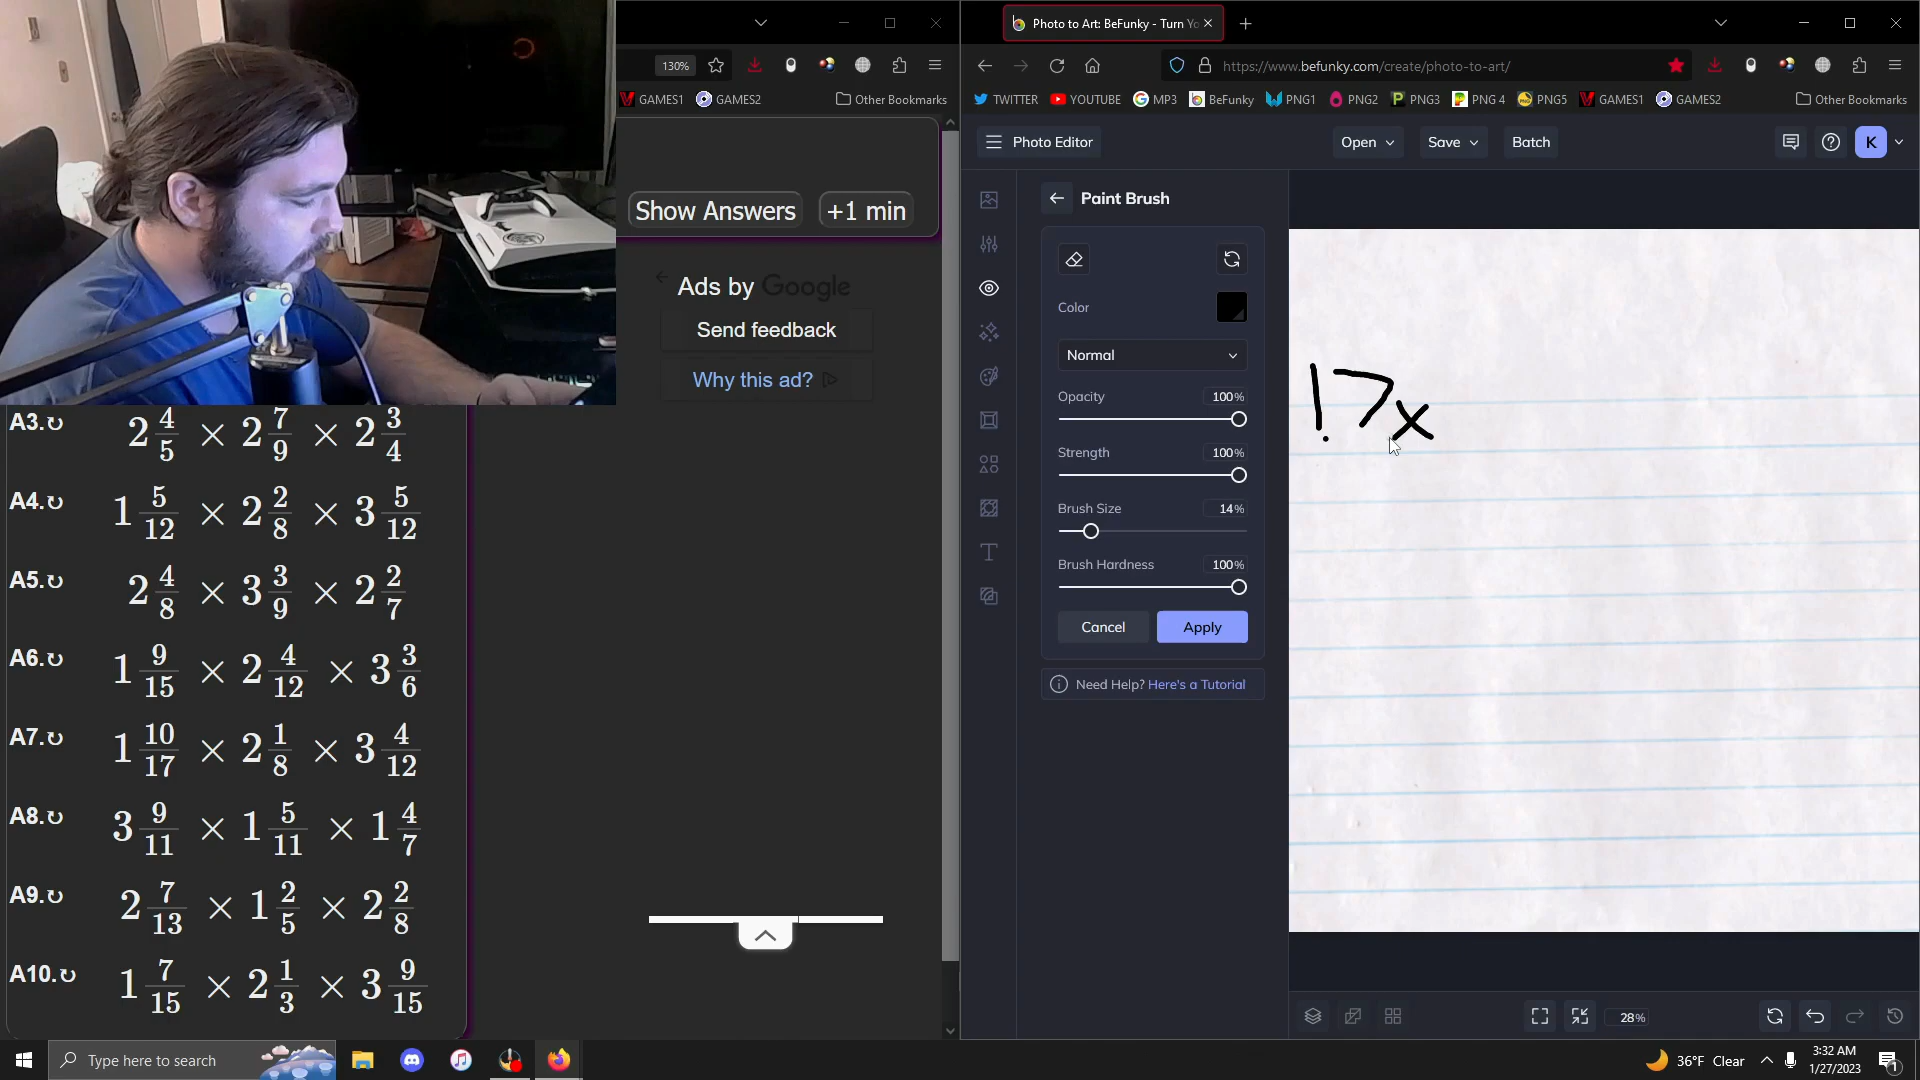 Photo to Art: BeFunky - Turn Yo
130%
https://www.befunky.com/create/photo-to-art/
GAMES1 GAMES2 Other Bookmarks
TWITTER YOUTUBE MP3 BeFunky PNG1 PNG2 PNG3 PNG 4 PNG5 GAMES1 GAMES2 Other Bookmarks
Photo Editor Open Save Batch K
Show Answers +1 min
Ads by Google
Send feedback
Why this ad?
A3. 2 4/5 × 2 7/9 × 2 3/4
A4. 1 5/12 × 2 2/8 × 3 5/12
A5. 2 4/8 × 3 3/9 × 2 2/7
A6. 1 9/15 × 2 4/12 × 3 3/6
A7. 1 10/17 × 2 1/8 × 3 4/12
A8. 3 9/11 × 1 5/11 × 1 4/7
A9. 2 7/13 × 1 2/5 × 2 2/8
A10. 1 7/15 × 2 1/3 × 3 9/15
Paint Brush
Color
Normal
Opacity 100%
Strength 100%
Brush Size 14%
Brush Hardness 100%
Cancel Apply
Need Help? Here's a Tutorial
17x
28%
Type here to search
36°F Clear
3:32 AM
1/27/2023
1